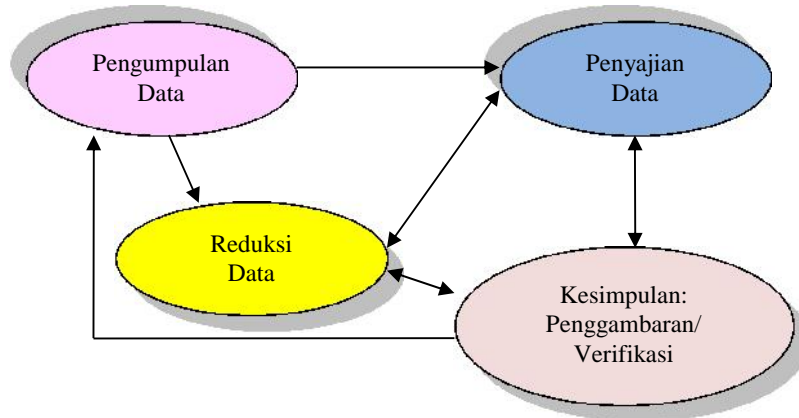 Pengumpulan
Data
Penyajian
Data
Reduksi
Data
Kesimpulan:
Penggambaran/
Verifikasi